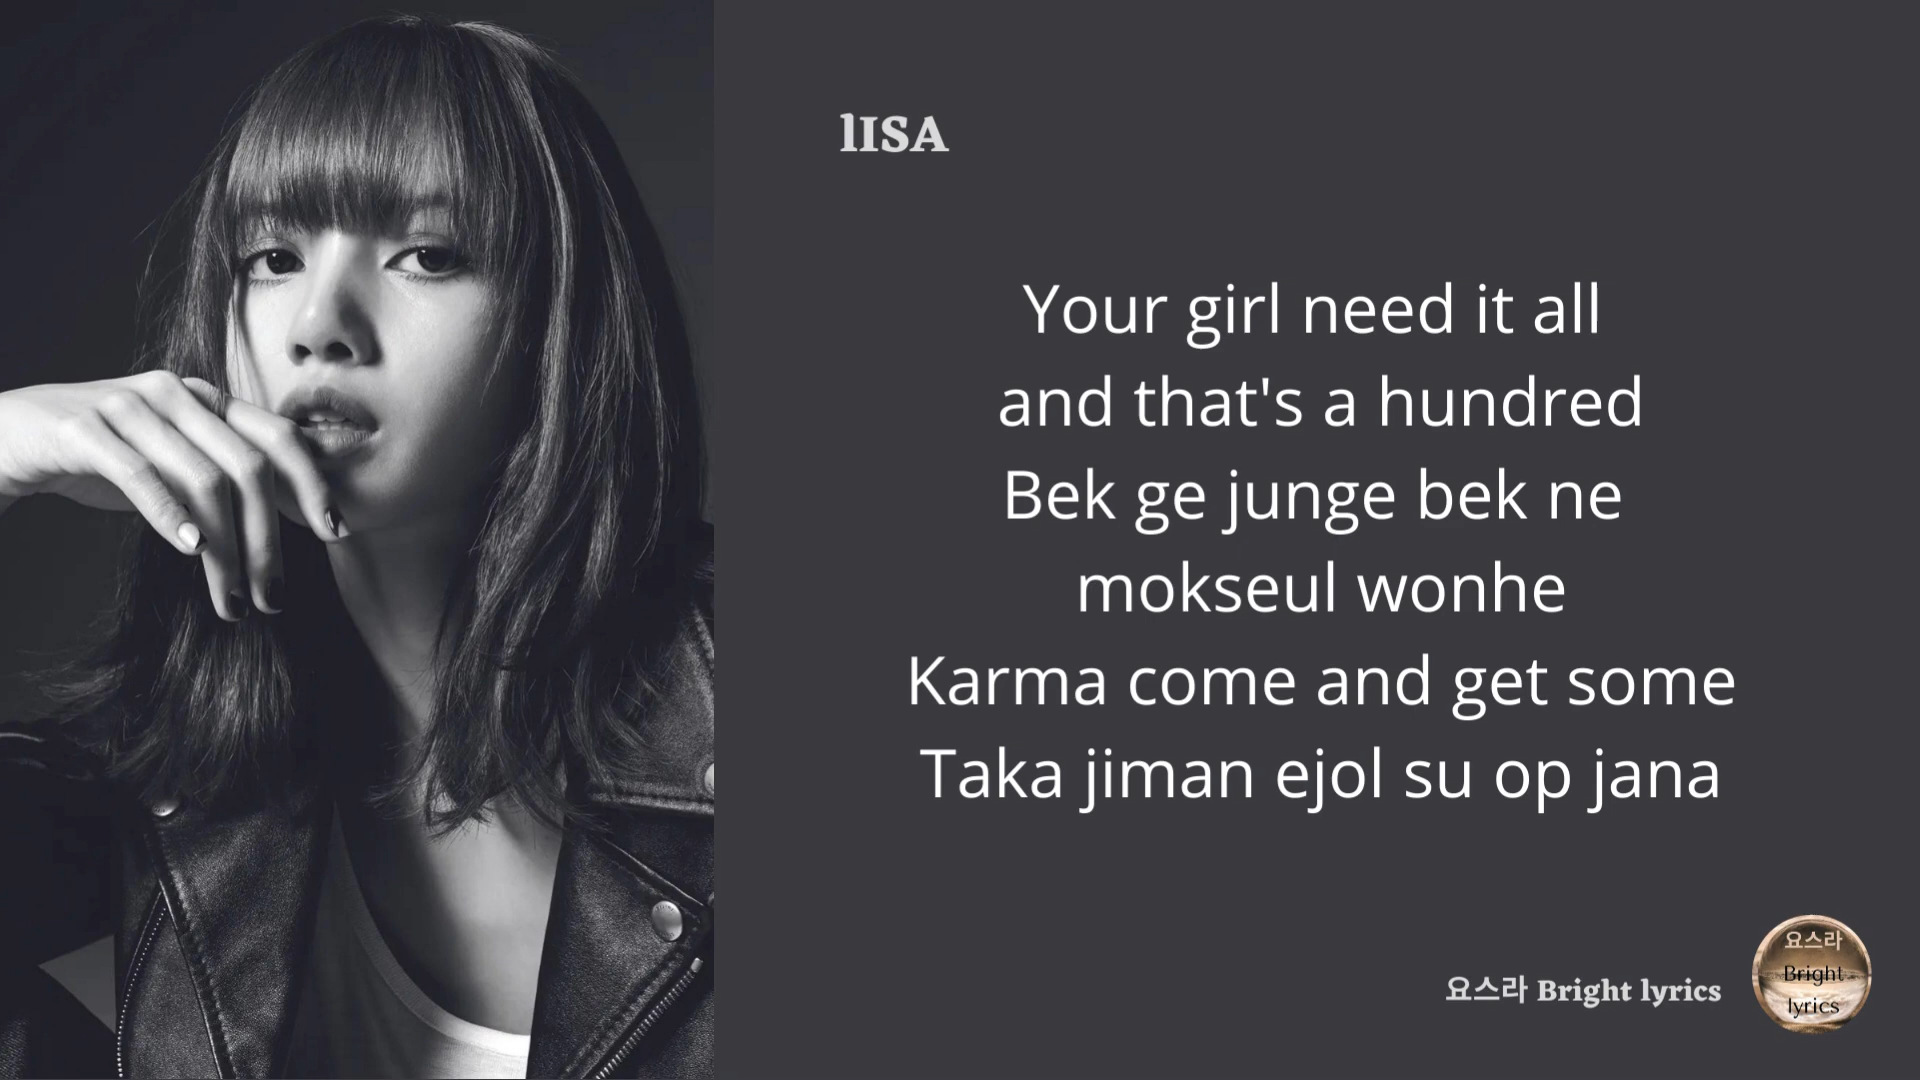 lISA
Your girl need it all
and that's a hundred
Bek ge junge bek ne
mokseul wonhe
Karma come and get some
Taka jiman ejol su op jana
요스라 Bright lyrics
요스라
Bright
lyrics